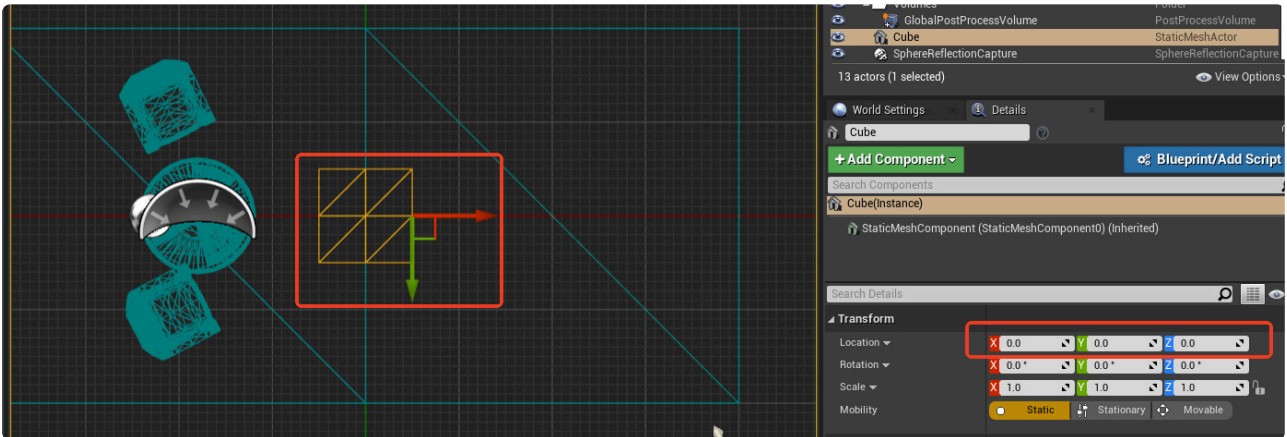 Volumes Folder
GlobalPostProcessVolume PostProcessVolume
Cube StaticMeshActor
SphereReflectionCapture SphereReflectionCapture
13 actors (1 selected) View Options
World Settings Details
Cube
+Add Component Blueprint/Add Script
Search Components
Cube(Instance)
StaticMeshComponent (StaticMeshComponent0) (Inherited)
Search Details
Transform
Location X 0.0 Y 0.0 Z 0.0
Rotation X 0.0° Y 0.0° Z 0.0°
Scale X 1.0 Y 1.0 Z 1.0
Mobility Static Stationary Movable